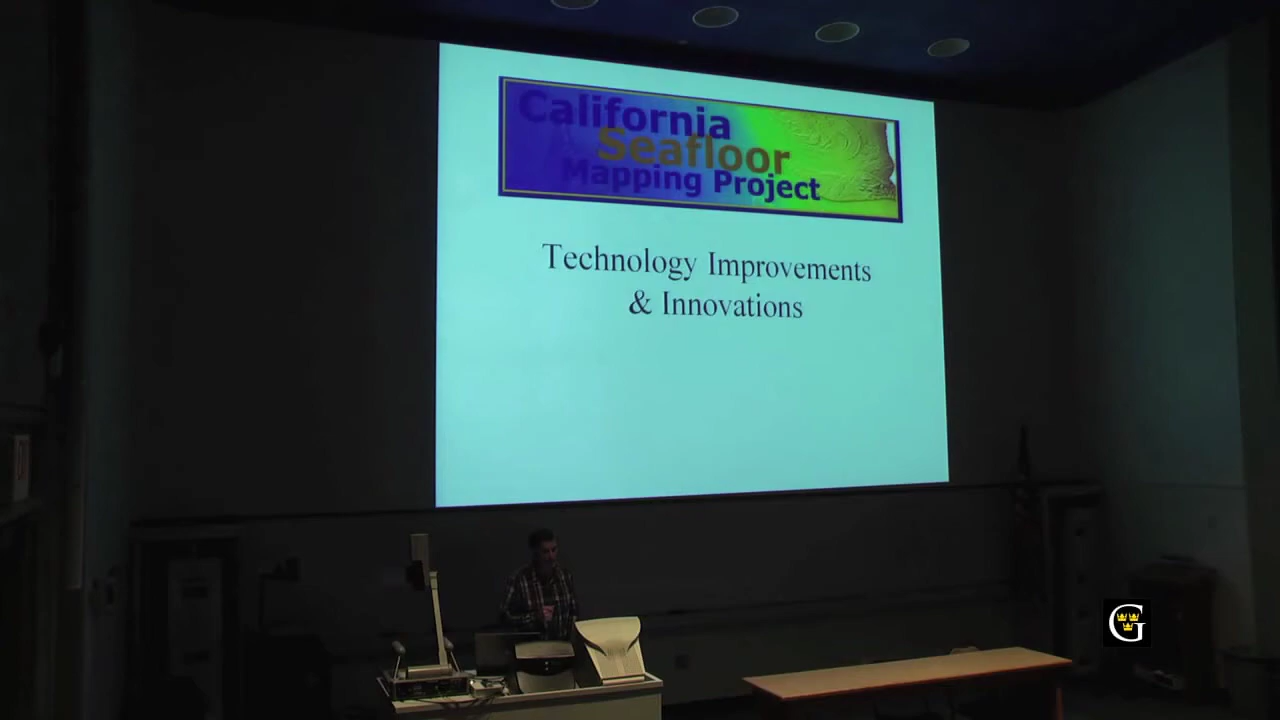 California
Seafloor
Mapping Project
Technology Improvements
& Innovations
G